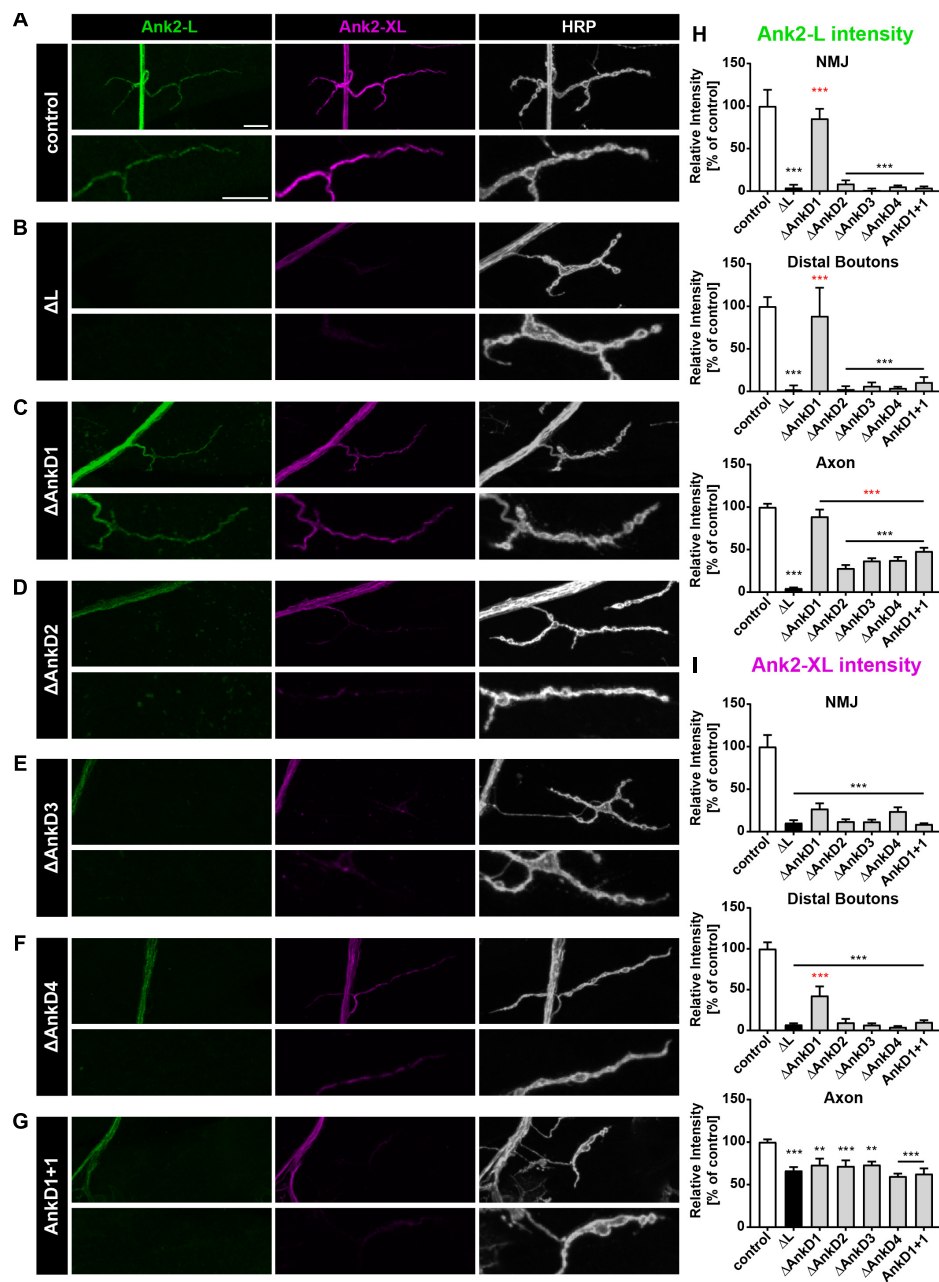 A
Ank2-L
Ank2-XL
HRP
control
B
ΔL
C
ΔAnkD1
D
ΔAnkD2
E
ΔAnkD3
F
ΔAnkD4
G
AnkD1+1
H
Ank2-L intensity
NMJ
Relative Intensity
[% of control]
150
100
50
0
***
***
***
control
ΔL
ΔAnkD1
ΔAnkD2
ΔAnkD3
ΔAnkD4
AnkD1+1
Distal Boutons
Relative Intensity
[% of control]
150
100
50
0
***
***
***
control
ΔL
ΔAnkD1
ΔAnkD2
ΔAnkD3
ΔAnkD4
AnkD1+1
Axon
Relative Intensity
[% of control]
150
100
50
0
***
***
***
control
ΔL
ΔAnkD1
ΔAnkD2
ΔAnkD3
ΔAnkD4
AnkD1+1
I
Ank2-XL intensity
NMJ
Relative Intensity
[% of control]
150
100
50
0
***
control
ΔL
ΔAnkD1
ΔAnkD2
ΔAnkD3
ΔAnkD4
AnkD1+1
Distal Boutons
Relative Intensity
[% of control]
150
100
50
0
***
***
control
ΔL
ΔAnkD1
ΔAnkD2
ΔAnkD3
ΔAnkD4
AnkD1+1
Axon
Relative Intensity
[% of control]
150
100
50
0
*** ** *** ** ***
control
ΔL
ΔAnkD1
ΔAnkD2
ΔAnkD3
ΔAnkD4
AnkD1+1